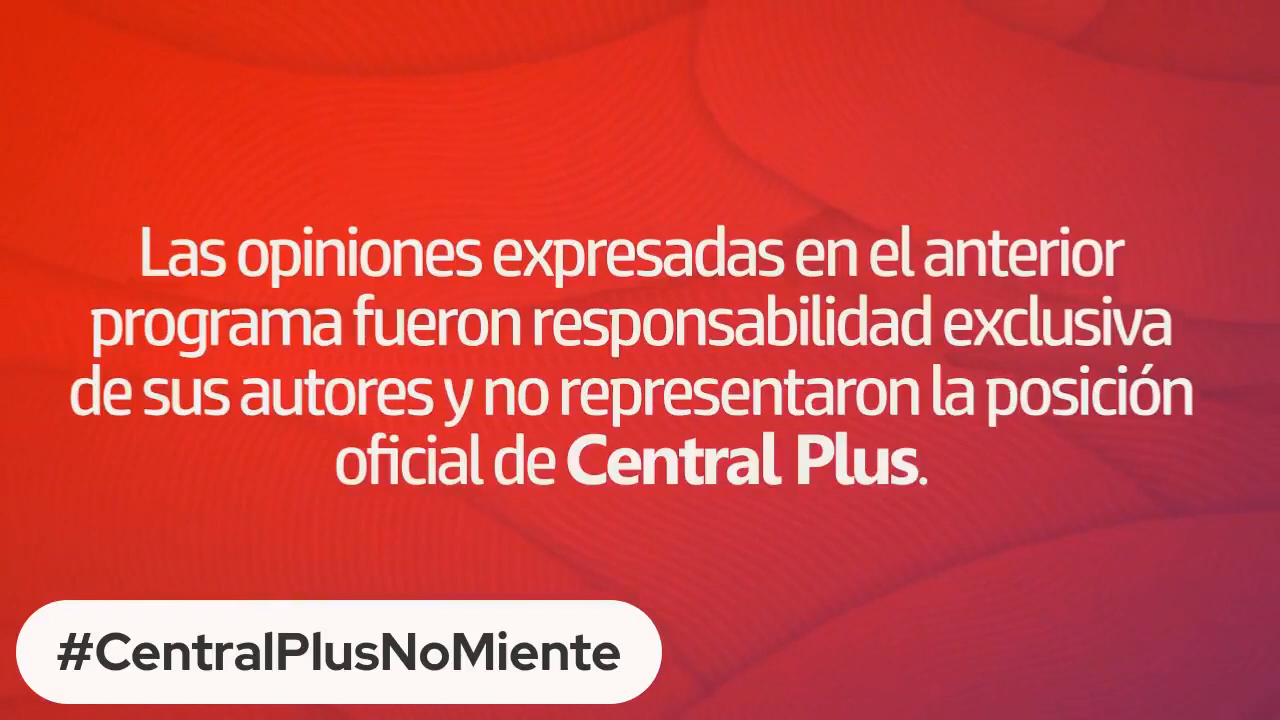 Las opiniones expresadas en el anterior
programa fueron responsabilidad exclusiva
de sus autores y no representaron la posición
oficial de Central Plus.
#CentralPlusNoMiente